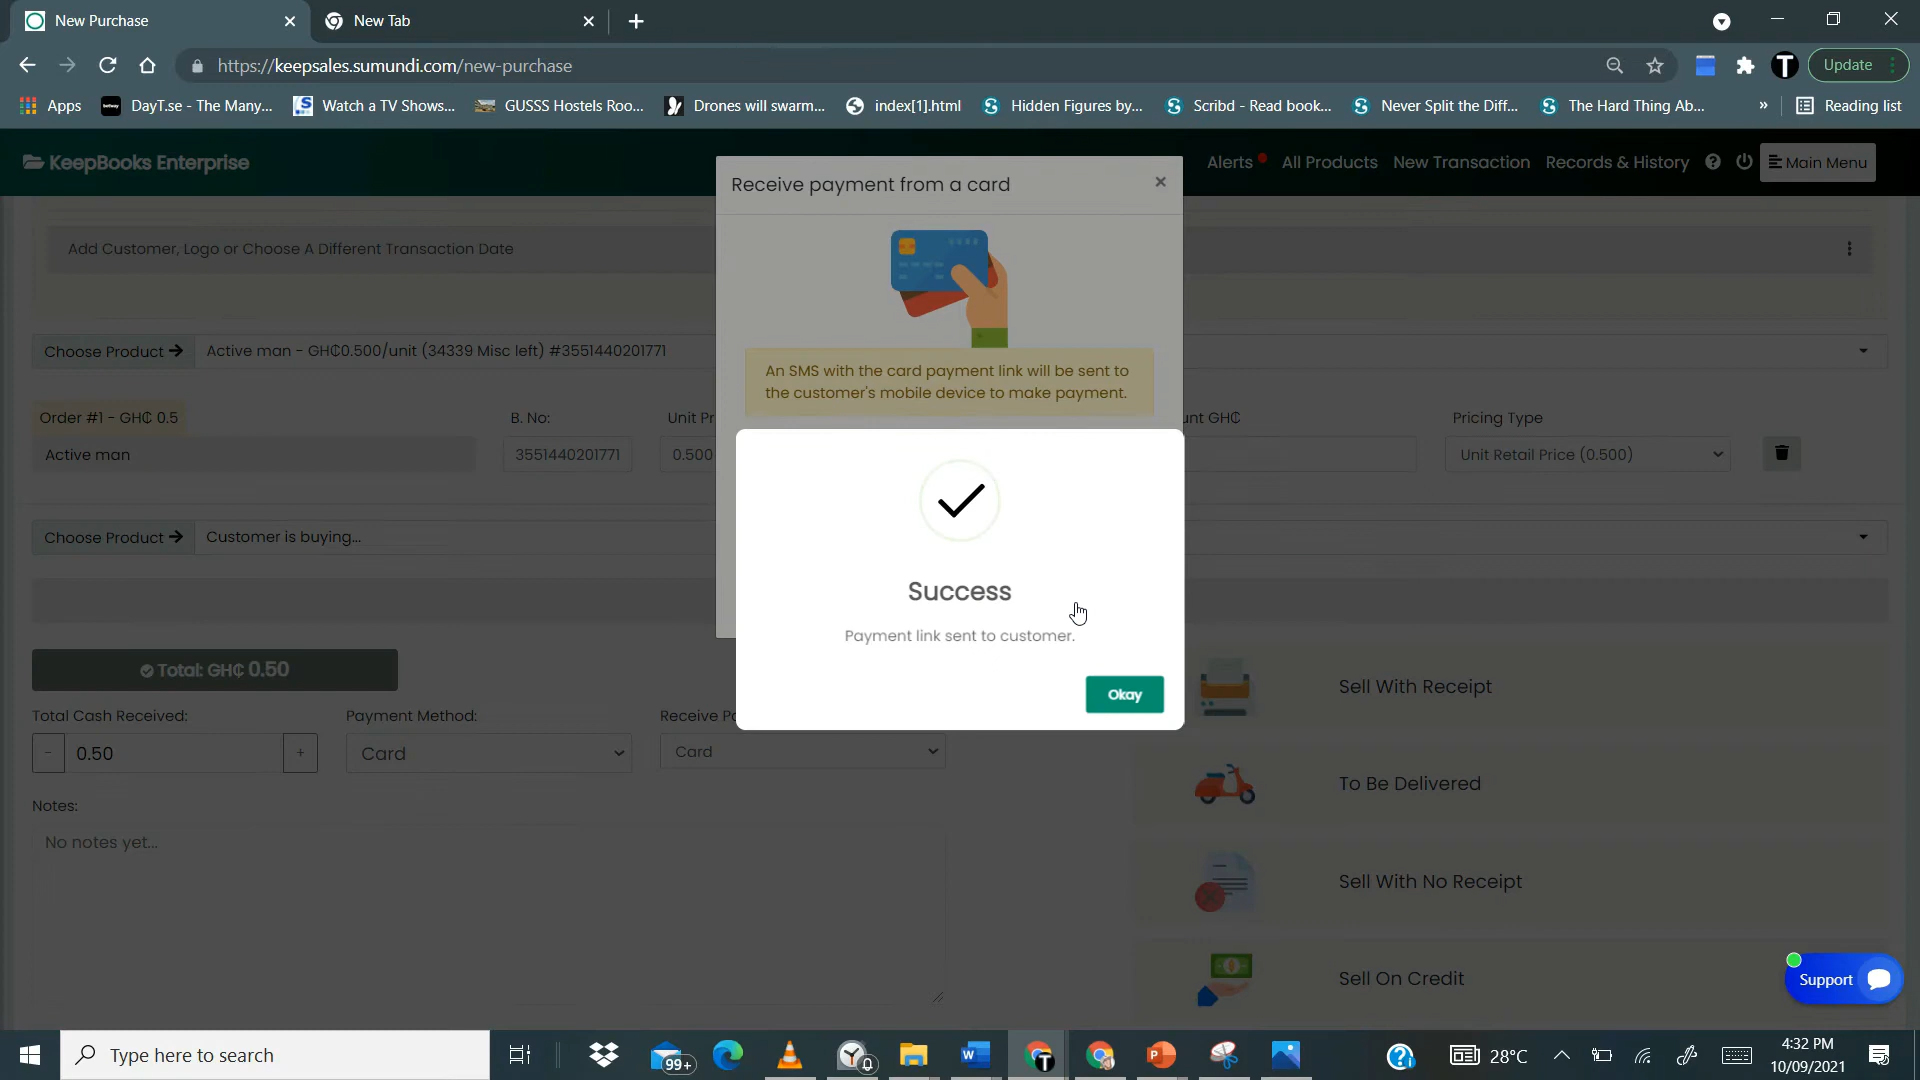 New Purchase
New Tab
https://keepsales.sumundi.com/new-purchase
Update
Apps
DayT.se - The Many...
Watch a TV Shows...
GUSSS Hostels Roo...
Drones will swarm...
index[1].html
Hidden Figures by...
Scribd - Read book...
Never Split the Diff...
The Hard Thing Ab...
»
Reading list
KeepBooks Enterprise
Alerts
All Products
New Transaction
Records & History
Main Menu
Receive payment from a card
×
Add Customer, Logo or Choose A Different Transaction Date
Choose Product →
Active man - GH₵0.500/unit (34339 Misc left) #3551440201771
An SMS with the card payment link will be sent to
the customer's mobile device to make payment.
Order #1 - GH₵ 0.5
B. No:
Unit Pr
unt GH₵
Pricing Type
Active man
3551440201771
0.500
Unit Retail Price (0.500)
Choose Product →
Customer is buying...
Success
Payment link sent to customer.
Okay
Total: GH₵ 0.50
Total Cash Received:
Payment Method:
Receive Pa
- 0.50 +
Card
Card
Notes:
No notes yet...
Sell With Receipt
To Be Delivered
Sell With No Receipt
Sell On Credit
Support
Type here to search
99+
28°C
4:32 PM
10/09/2021